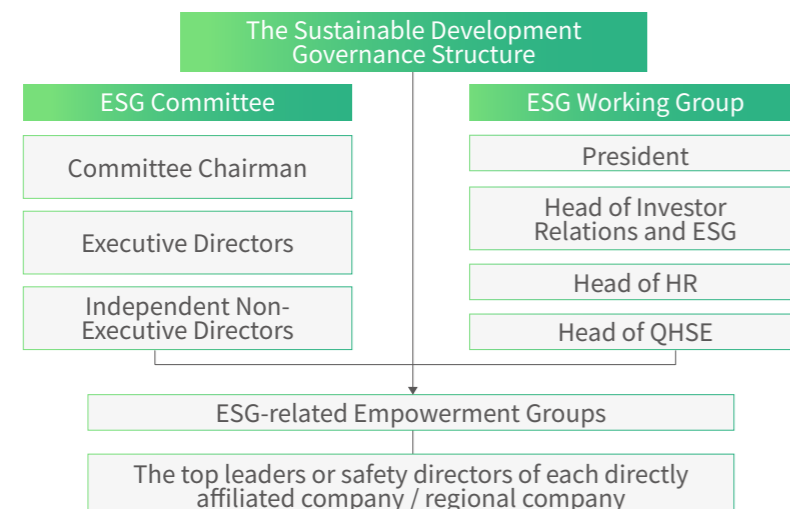 The Sustainable Development
Governance Structure
ESG Committee
Committee Chairman
Executive Directors
Independent Non-
Executive Directors
ESG Working Group
President
Head of Investor
Relations and ESG
Head of HR
Head of QHSE
ESG-related Empowerment Groups
The top leaders or safety directors of each directly
affiliated company / regional company